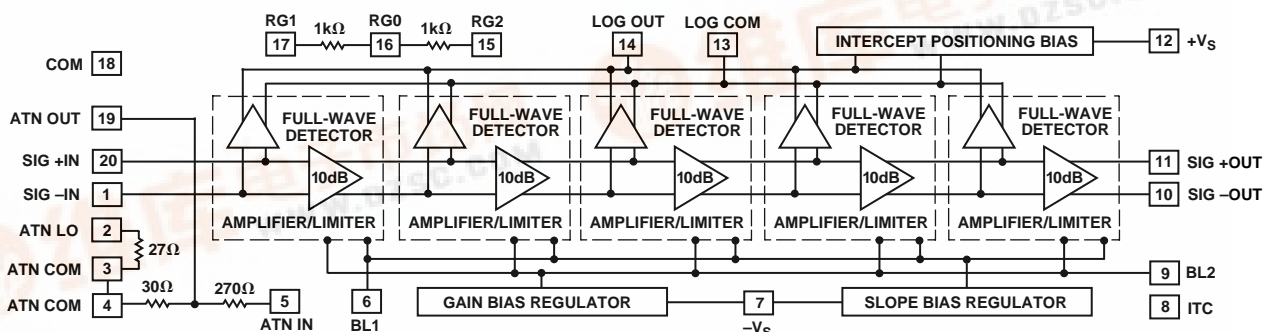 RG1 1kΩ RG0 1kΩ RG2 LOG OUT LOG COM
17 16 15 14 13 INTERCEPT POSITIONING BIAS 12 +VS
COM 18
ATN OUT 19
FULL-WAVE DETECTOR FULL-WAVE DETECTOR FULL-WAVE DETECTOR FULL-WAVE DETECTOR FULL-WAVE DETECTOR
SIG +IN 20 11 SIG +OUT
10dB 10dB 10dB 10dB 10dB
SIG –IN 1 10 SIG –OUT
AMPLIFIER/LIMITER AMPLIFIER/LIMITER AMPLIFIER/LIMITER AMPLIFIER/LIMITER AMPLIFIER/LIMITER
ATN LO 2
27Ω
ATN COM 3 9 BL2
30Ω 270Ω
ATN COM 4 5 6 GAIN BIAS REGULATOR 7 SLOPE BIAS REGULATOR 8 ITC
ATN IN BL1 –VS
WWW.DZSC.COM